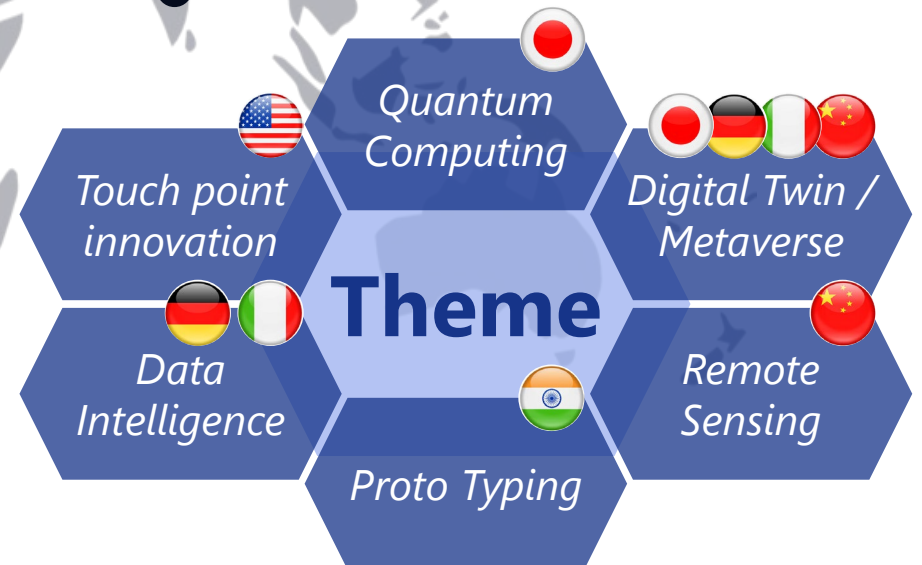 Quantum
Computing
Touch point
innovation
Digital Twin /
Metaverse
Theme
Data
Intelligence
Remote
Sensing
Proto Typing